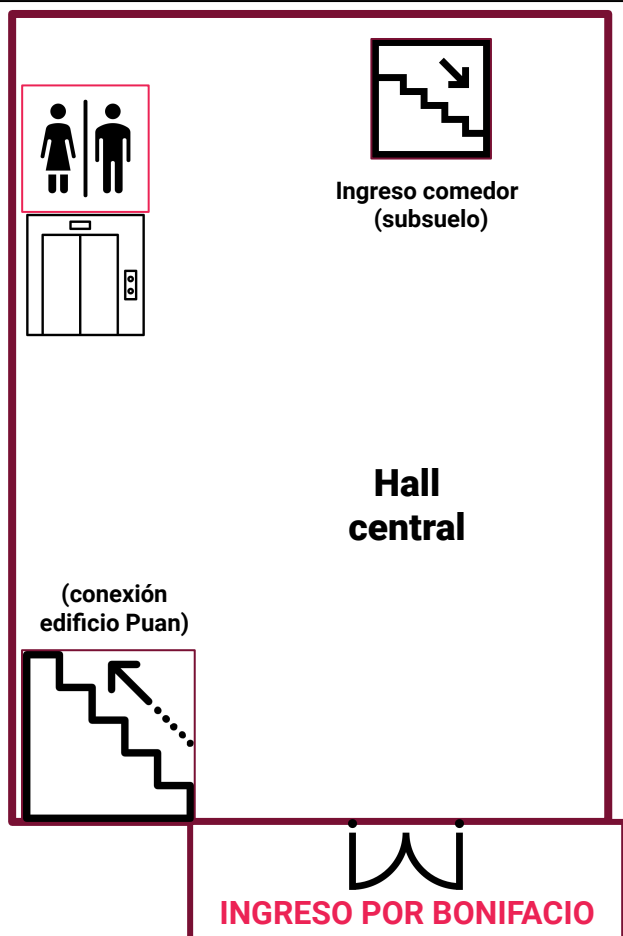 Ingreso comedor
(subsuelo)
Hall
central
(conexión
edificio Puan)
INGRESO POR BONIFACIO